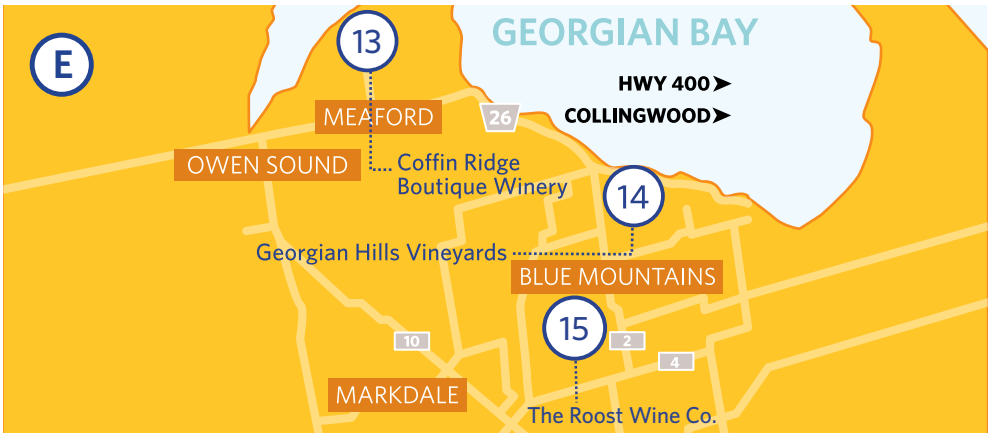 E
13
GEORGIAN BAY
HWY 400
COLLINGWOOD
MEAFORD
26
OWEN SOUND
Coffin Ridge
Boutique Winery
14
Georgian Hills Vineyards
BLUE MOUNTAINS
15
10
2
4
MARKDALE
The Roost Wine Co.